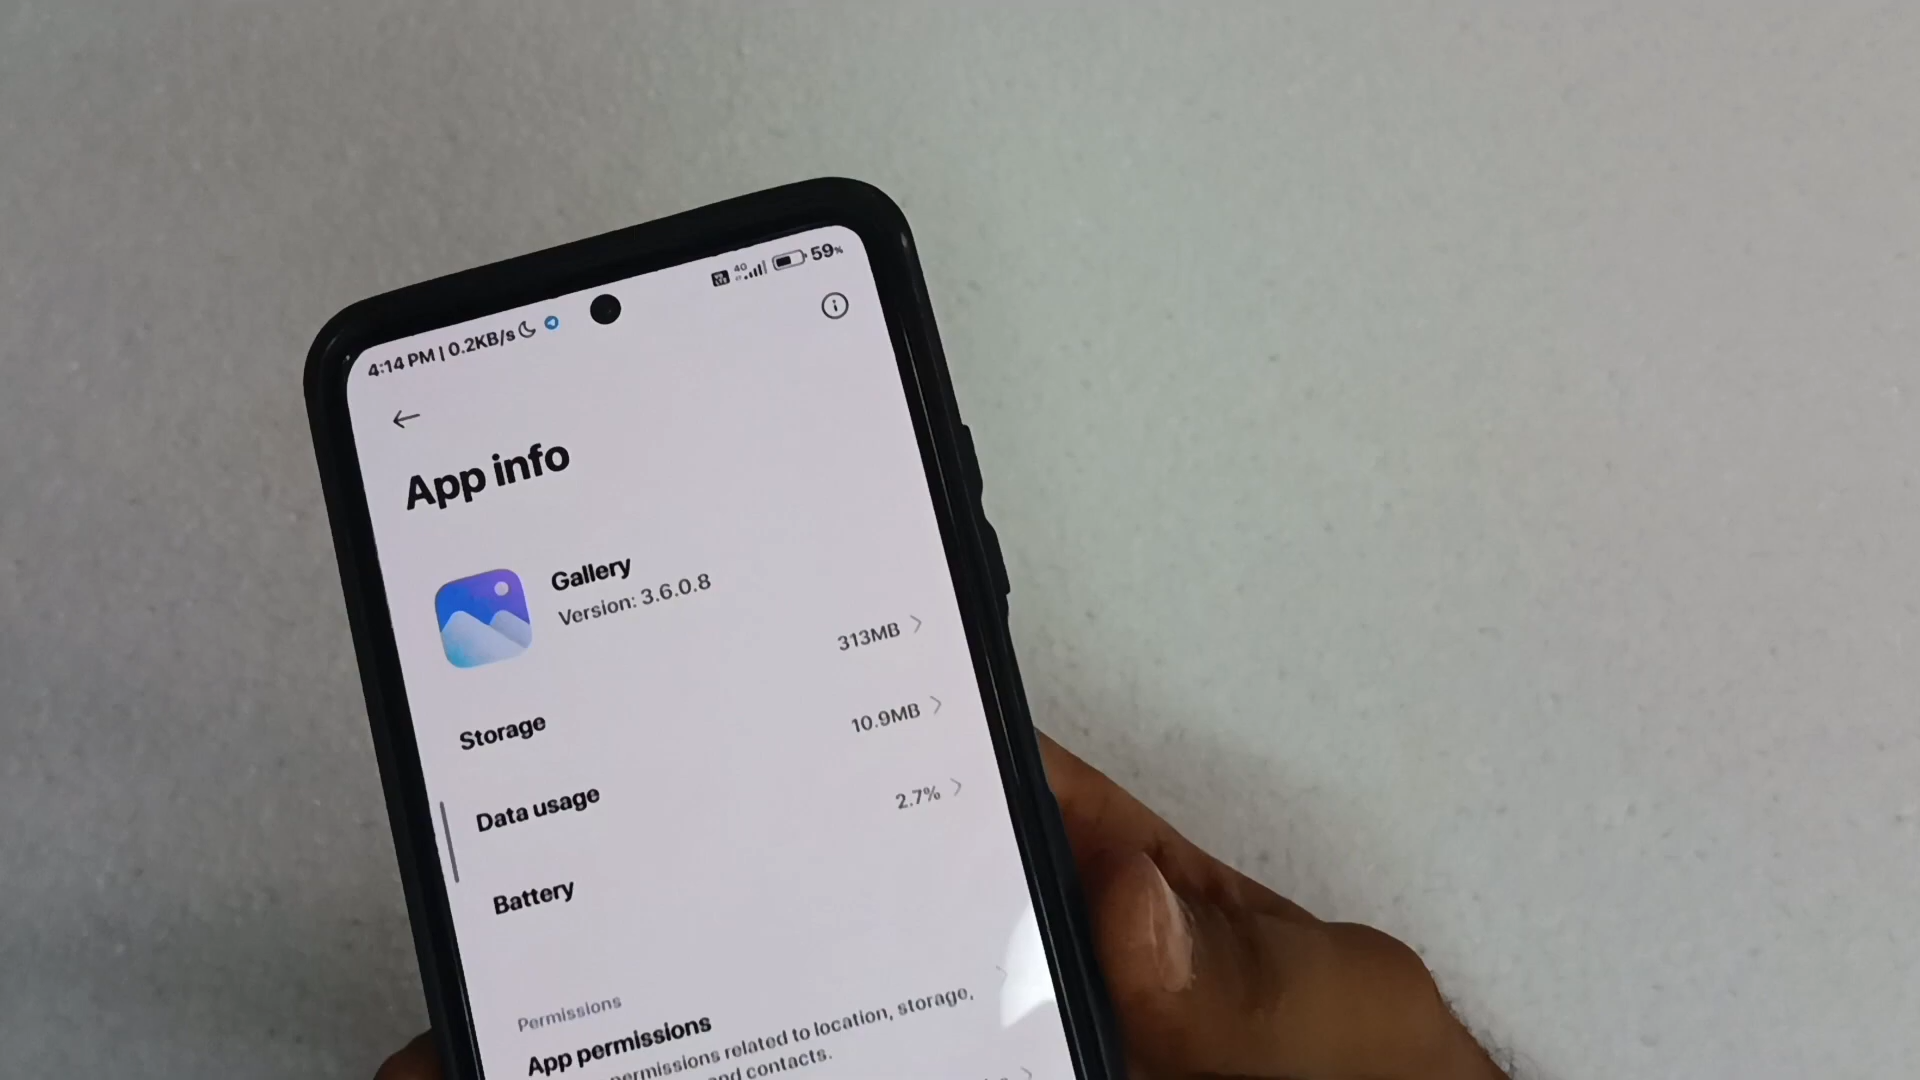 4:14 PM | 0.2KB/s
4G 59%
App info
Gallery
Version: 3.6.0.8
Storage 313MB
Data usage 10.9MB
Battery 2.7%
Permissions
App permissions
permissions related to location, storage,
contacts.